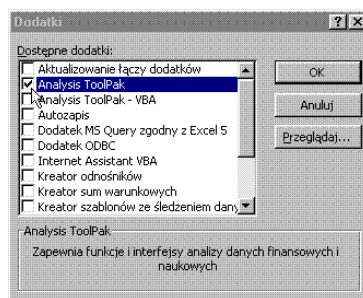 Dodatki
Dostępne dodatki:
Aktualizowanie łączy dodatków
Analysis ToolPak
Analysis ToolPak - VBA
Autozapis
Dodatek MS Query zgodny z Excel 5
Dodatek ODBC
Internet Assistant VBA
Kreator odnośników
Kreator sum warunkowych
Kreator szablonów ze śledzeniem dany
OK
Anuluj
Przeglądaj...
Analysis ToolPak
Zapewnia funkcje i interfejsy analizy danych finansowych i
naukowych